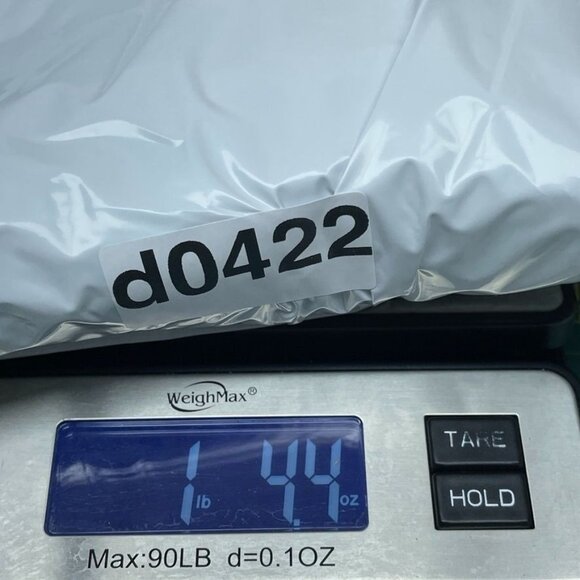 d0422
WeighMax®
1 lb 4.4 oz
TARE
HOLD
Max:90LB d=0.1OZ